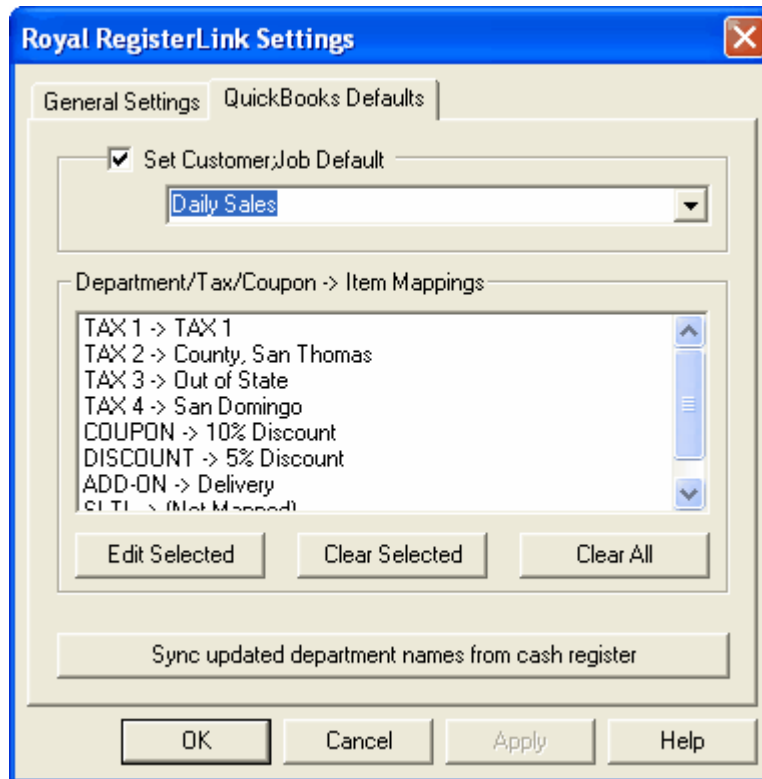 Royal RegisterLink Settings
General Settings
QuickBooks Defaults
Set Customer;Job Default
Daily Sales
Department/Tax/Coupon -> Item Mappings
TAX 1 -> TAX 1
TAX 2 -> County, San Thomas
TAX 3 -> Out of State
TAX 4 -> San Domingo
COUPON -> 10% Discount
DISCOUNT -> 5% Discount
ADD-ON -> Delivery
-> (Not Mapped)
Edit Selected
Clear Selected
Clear All
Sync updated department names from cash register
OK
Cancel
Apply
Help